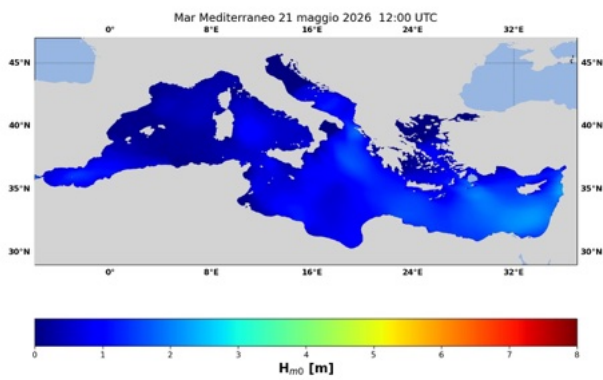 Mar Mediterraneo 21 maggio 2026 12:00 UTC
0° 8°E 16°E 24°E 32°E
45°N 45°N
40°N 40°N
35°N 35°N
30°N 30°N
0° 8°E 16°E 24°E 32°E
0 1 2 3 4 5 6 7 8
Hm0 [m]